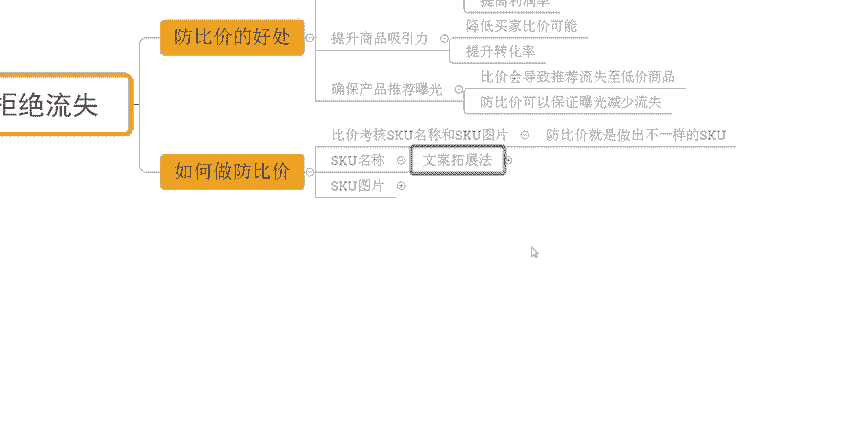 提高利润率
防比价的好处
提升商品吸引力
降低买家比价可能
提升转化率
确保产品推荐曝光
比价会导致推荐流失至低价商品
防比价可以保证曝光减少流失
拒绝流失
如何做防比价
比价考核SKU名称和SKU图片
防比价就是做出不一样的SKU
SKU名称
文案拓展法
SKU图片